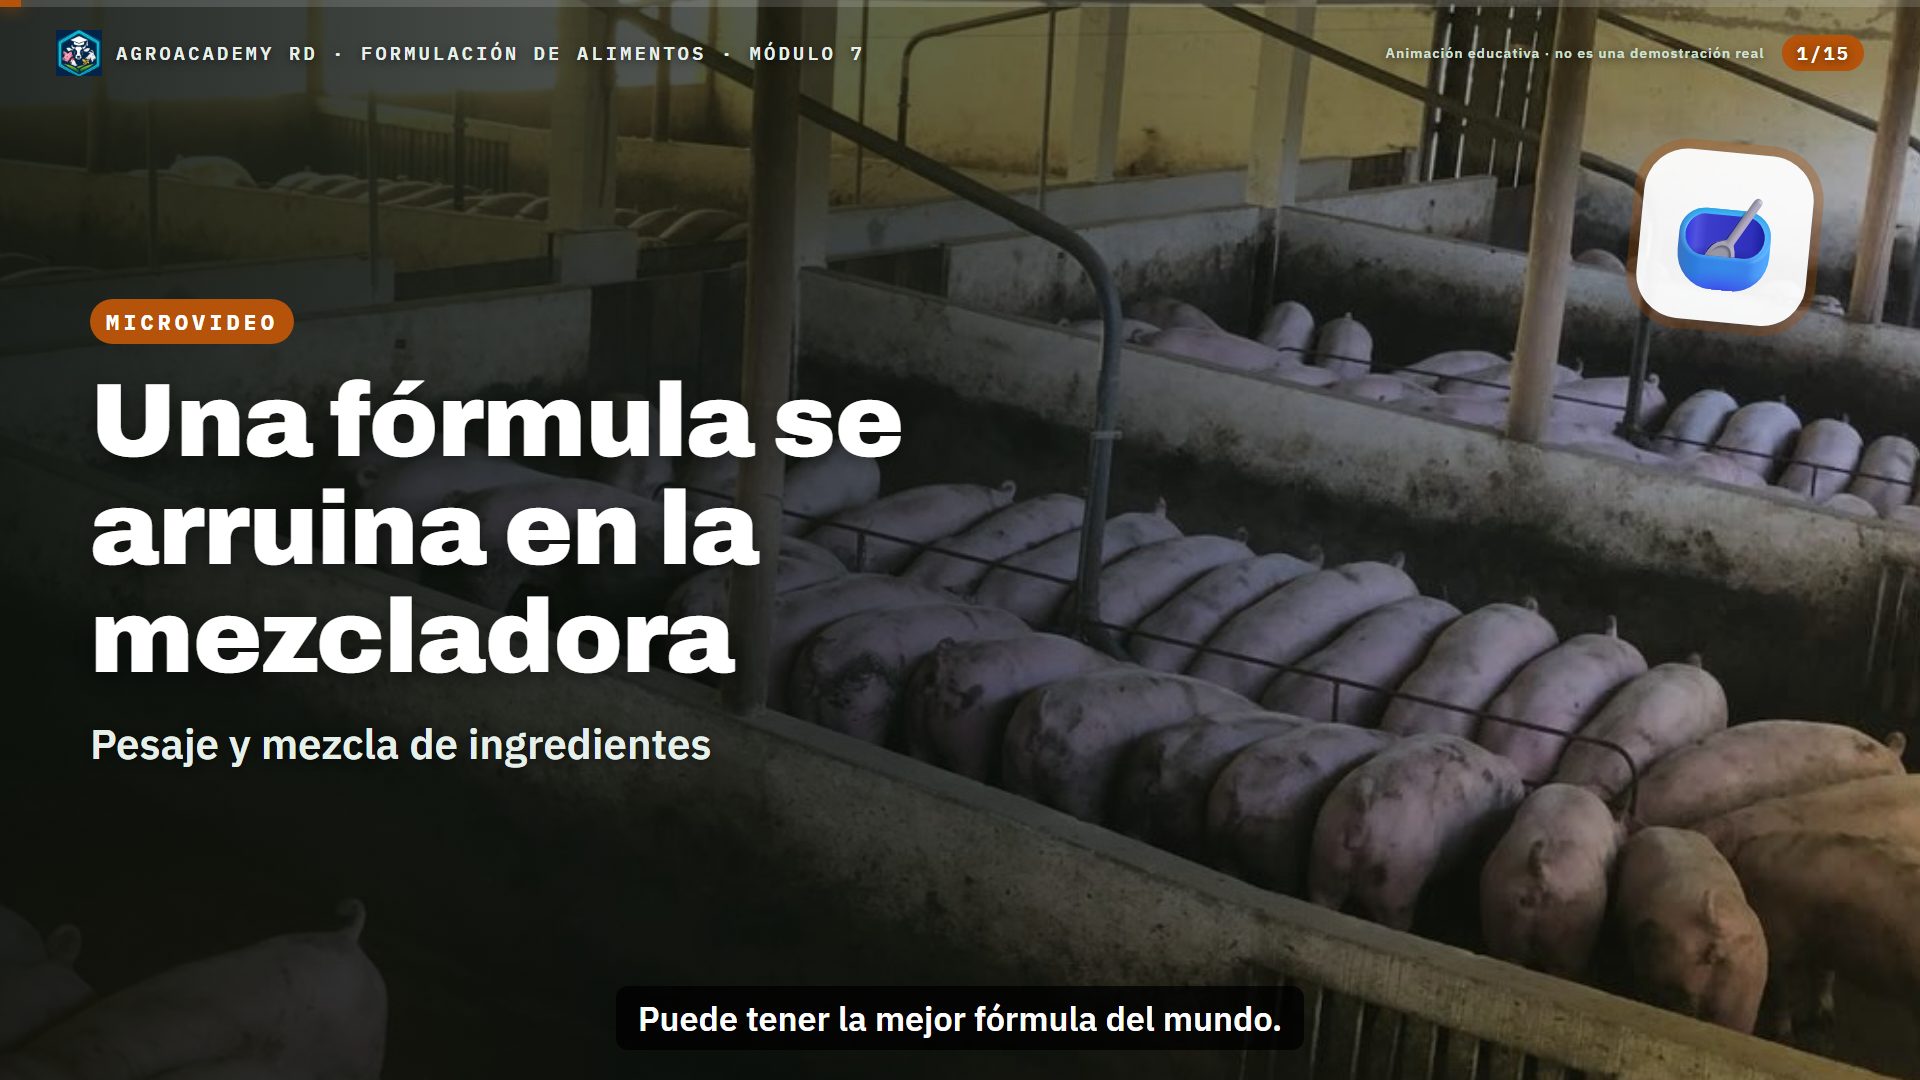 AGROACADEMY RD · FORMULACIÓN DE ALIMENTOS · MÓDULO 7
Animación educativa · no es una demostración real
1/15
MICROVIDEO
Una fórmula se
arruina en la
mezcladora
Pesaje y mezcla de ingredientes
Puede tener la mejor fórmula del mundo.